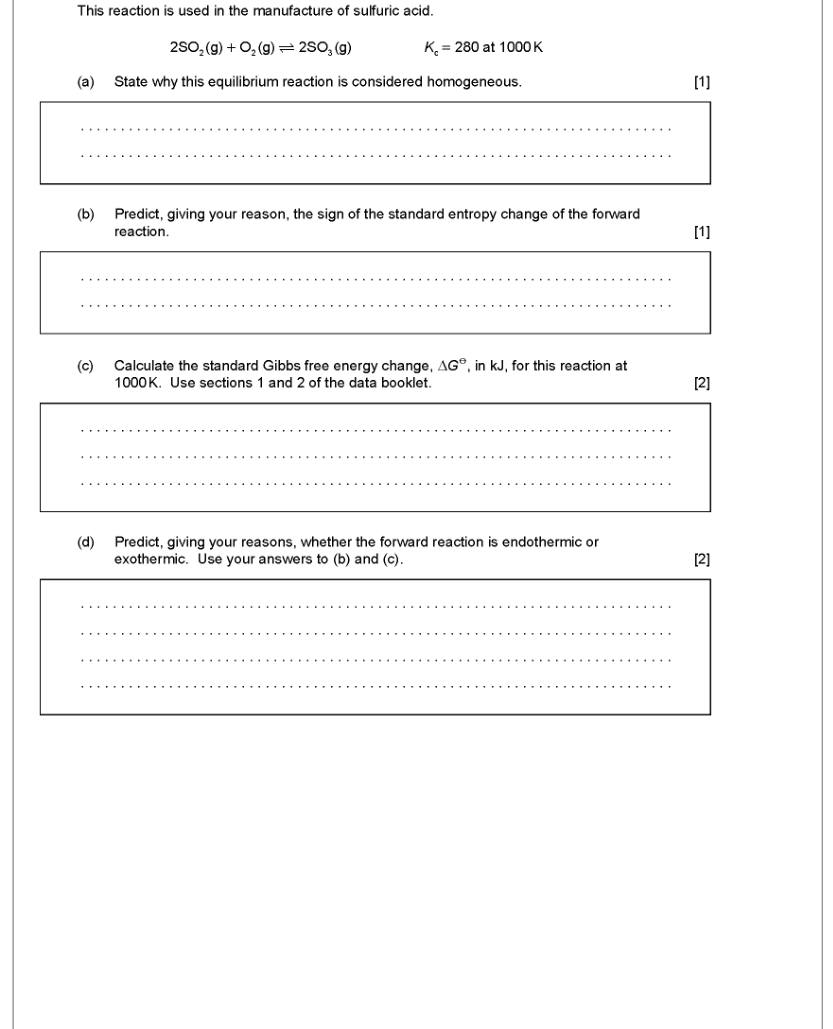 This reaction is used in the manufacture of sulfuric acid.
2SO₂(g) + O₂(g) ⇌ 2SO₃(g) K꜀ = 280 at 1000 K
(a) State why this equilibrium reaction is considered homogeneous. [1]
(b) Predict, giving your reason, the sign of the standard entropy change of the forward
reaction. [1]
(c) Calculate the standard Gibbs free energy change, ΔG⊖, in kJ, for this reaction at
1000 K. Use sections 1 and 2 of the data booklet. [2]
(d) Predict, giving your reasons, whether the forward reaction is endothermic or
exothermic. Use your answers to (b) and (c). [2]